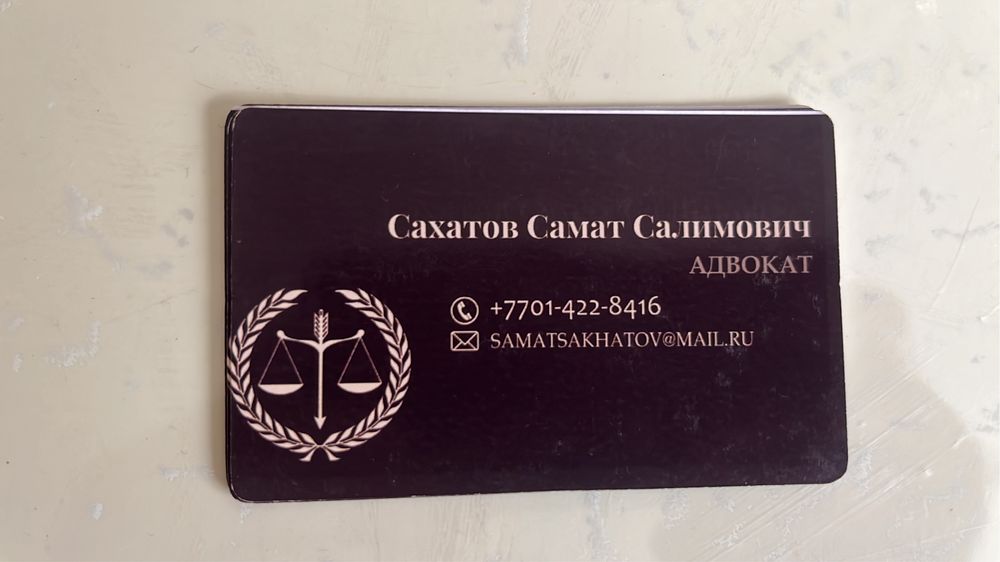 Сахатов Самат Салимович
АДВОКАТ
+7701-422-8416
SAMATSAKHATOV@MAIL.RU